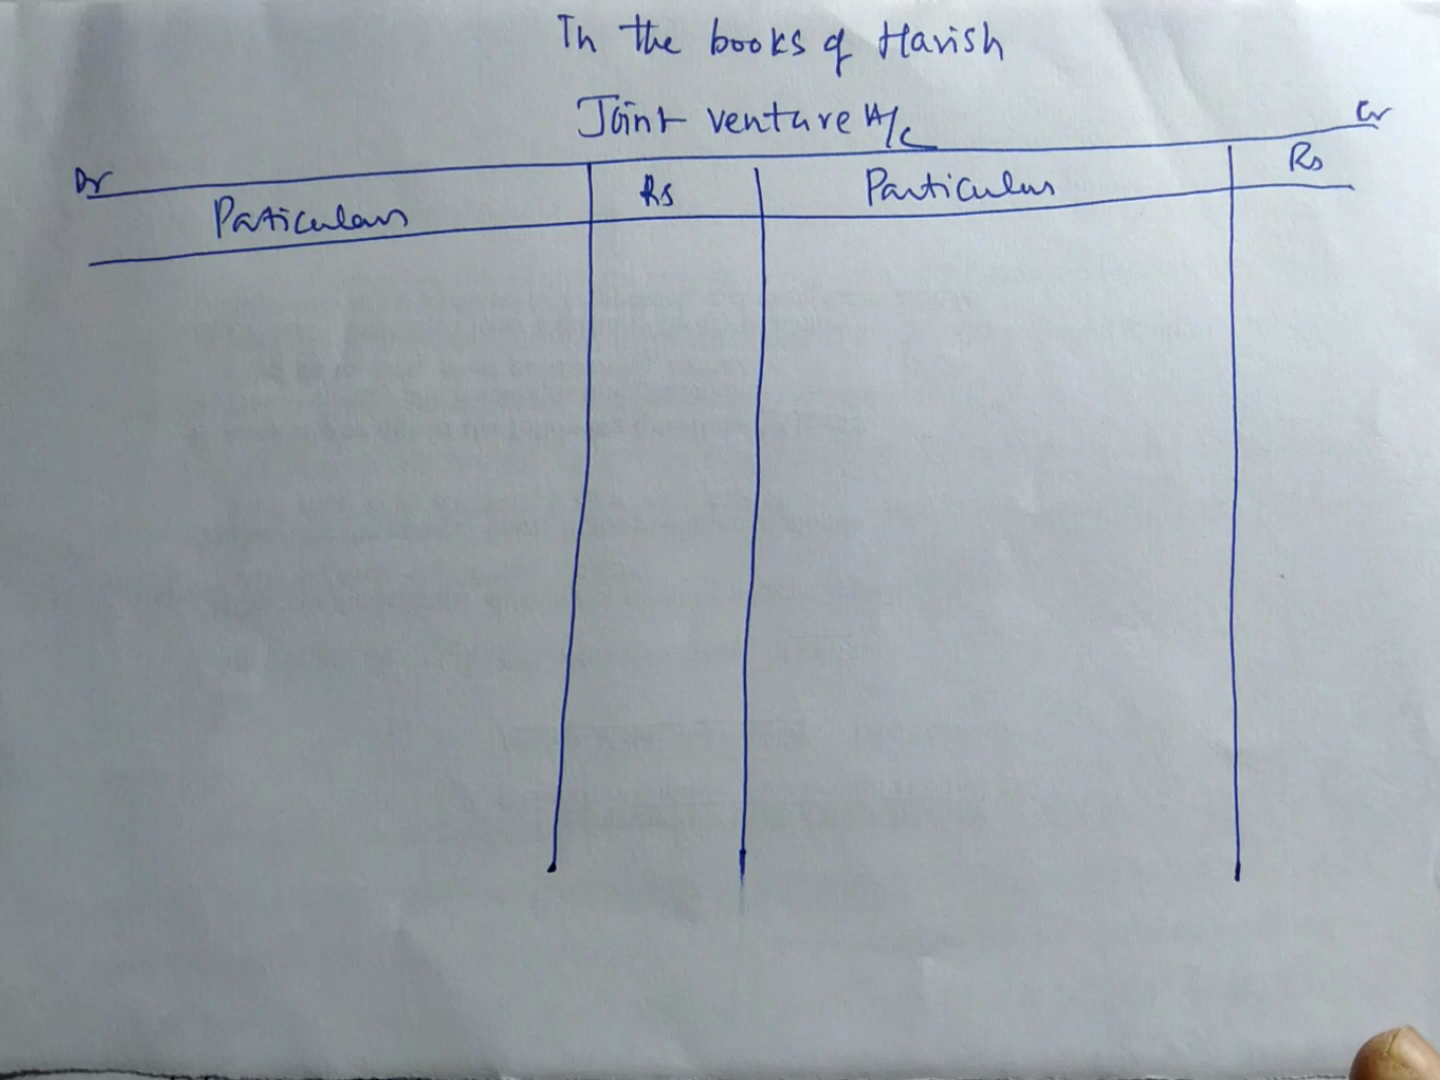 In the books of Harish
Joint venture A/c
Dr
Cr
Particulars
Rs
Particulars
Rs